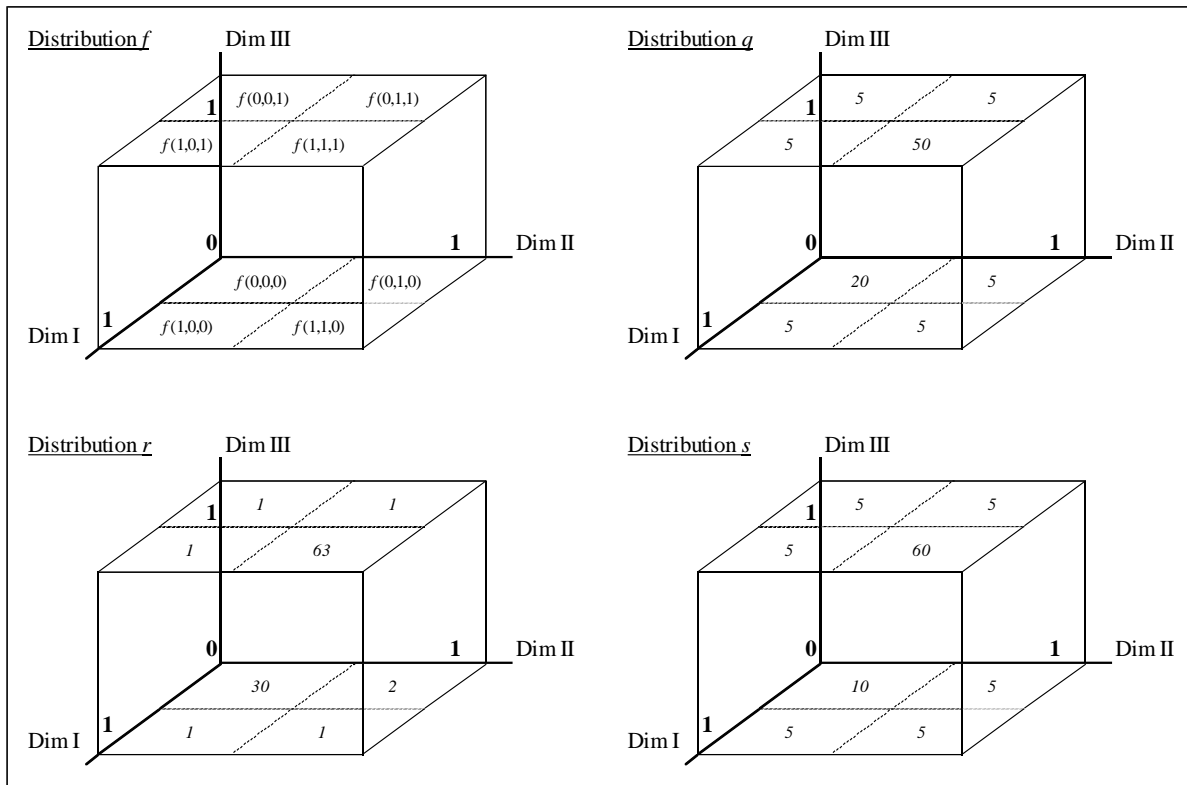 Distribution f Dim III
1 f(0,0,1) f(0,1,1)
f(1,0,1) f(1,1,1)
0 1 Dim II
f(0,0,0) f(0,1,0)
1 f(1,0,0) f(1,1,0)
Dim I
Distribution q Dim III
1 5 5
5 50
0 1 Dim II
20 5
1 5 5
Dim I
Distribution r Dim III
1 1 1
1 63
0 1 Dim II
30 2
1 1 1
Dim I
Distribution s Dim III
1 5 5
5 60
0 1 Dim II
10 5
1 5 5
Dim I